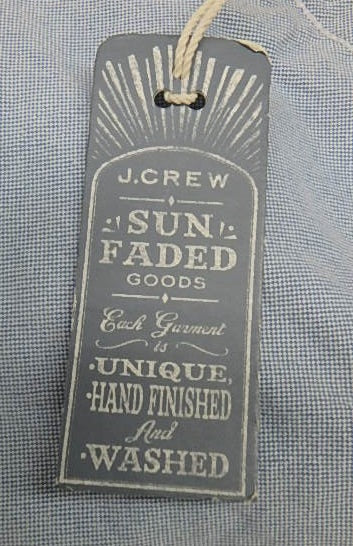 J.CREW
SUN
FADED
GOODS
Each Garment
is
·UNIQUE,
·HAND FINISHED
And
·WASHED